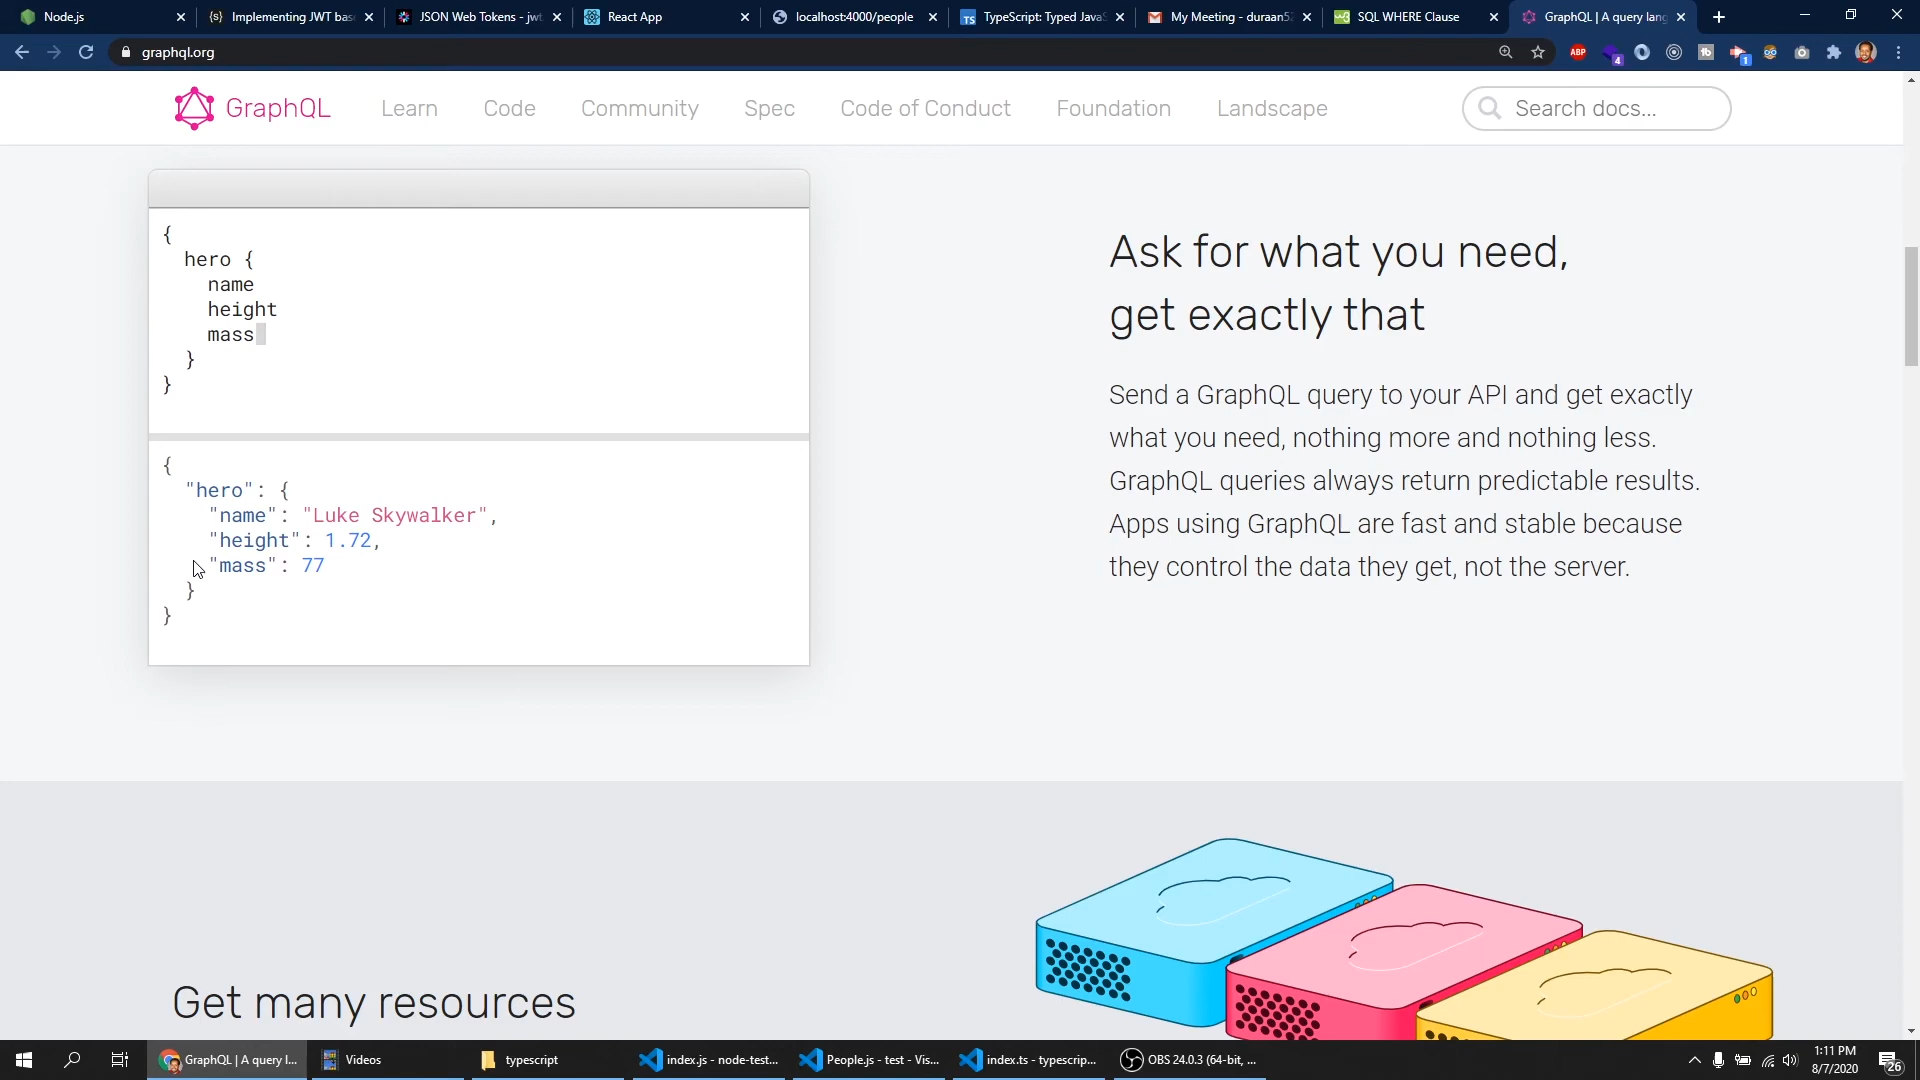 Node.js
Implementing JWT bas
JSON Web Tokens - jwt
React App
localhost:4000/people
TypeScript: Typed JavaS
My Meeting - duraan52
SQL WHERE Clause
GraphQL | A query lang
graphql.org
ABP
4
1
GraphQL
Learn
Code
Community
Spec
Code of Conduct
Foundation
Landscape
Search docs...
{
hero {
name
height
mass
}
}
{
"hero": {
"name": "Luke Skywalker",
"height": 1.72,
"mass": 77
}
}
Ask for what you need,
get exactly that
Send a GraphQL query to your API and get exactly
what you need, nothing more and nothing less.
GraphQL queries always return predictable results.
Apps using GraphQL are fast and stable because
they control the data they get, not the server.
Get many resources
GraphQL | A query l...
Videos
typescript
index.js - node-test...
People.js - test - Vis...
index.ts - typescrip...
OBS 24.0.3 (64-bit, ...
1:11 PM
8/7/2020
26